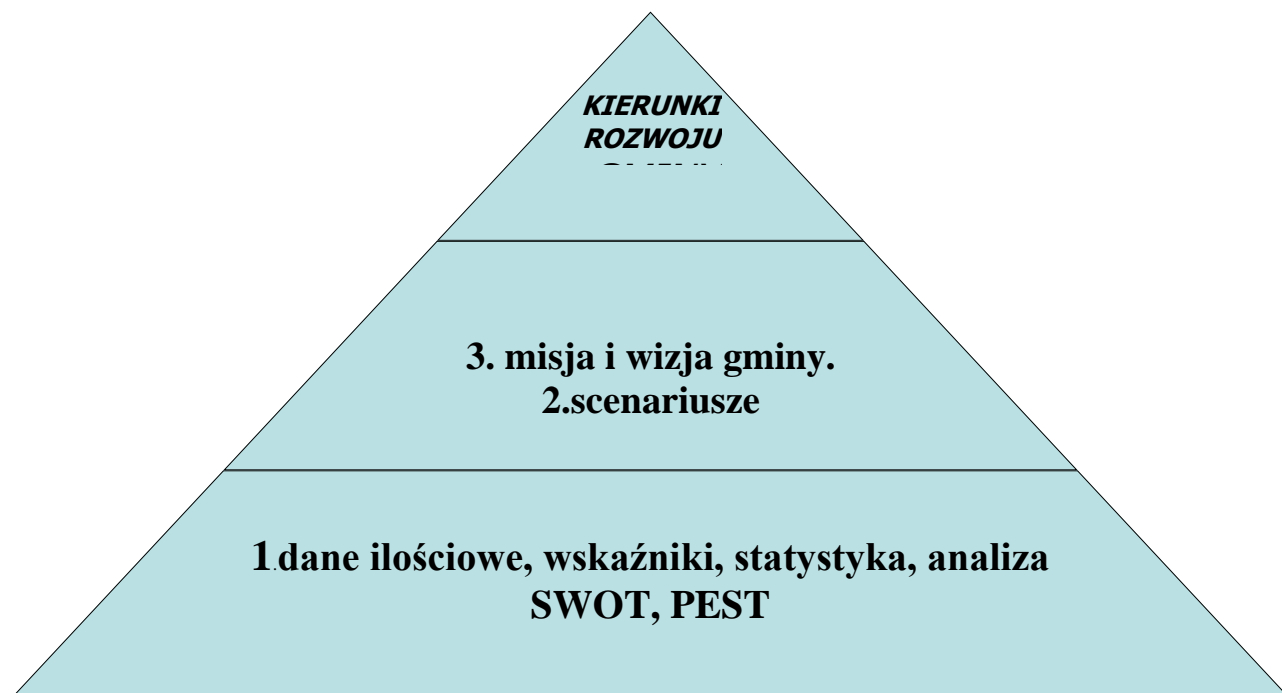 KIERUNKI
ROZWOJU
3. misja i wizja gminy.
2.scenariusze
1.dane ilościowe, wskaźniki, statystyka, analiza
SWOT, PEST